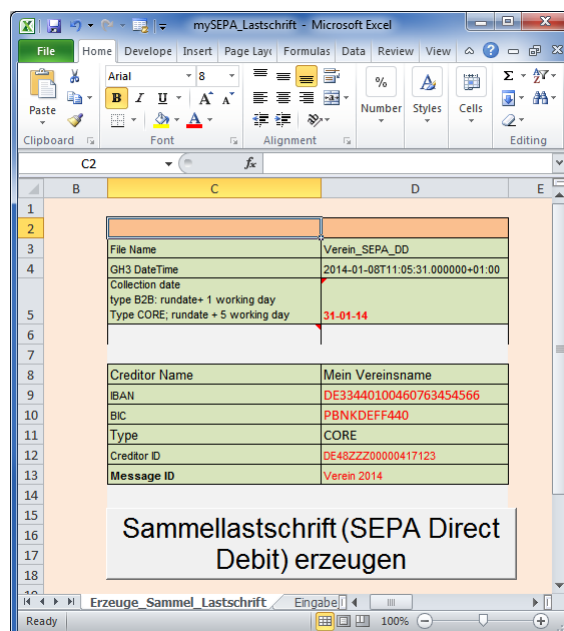 mySEPA_Lastschrift - Microsoft Excel
File Home Develope Insert Page Layı Formulas Data Review View
Paste
Arial 8
B I U A A
A
%
Number
Styles
Cells
Σ
Clipboard Font Alignment Editing
C2 fx
B C D E
1
2
3 File Name Verein_SEPA_DD
4 GH3 DateTime 2014-01-08T11:05:31.000000+01:00
Collection date
type B2B: rundate+ 1 working day
5 Type CORE; rundate + 5 working day 31-01-14
6
7
8 Creditor Name Mein Vereinsname
9 IBAN DE33440100460763454566
10 BIC PBNKDEFF440
11 Type CORE
12 Creditor ID DE48ZZZ00000417123
13 Message ID Verein 2014
14
15
16
17
18
Sammellastschrift (SEPA Direct
Debit) erzeugen
Erzeuge_Sammel_Lastschrift Eingabe
Ready 100%